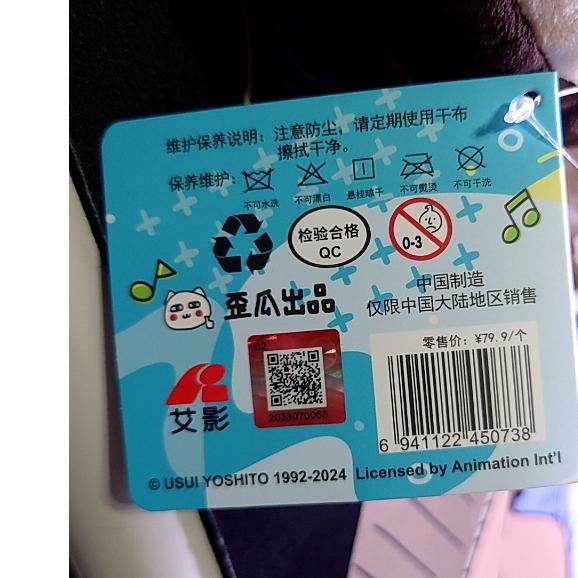 维护保养说明：注意防尘，请定期使用干布
擦拭干净。
保养维护：
不可水洗 不可漂白 悬挂晾干 不可熨烫 不可干洗
检验合格
QC
0-3
中国制造
仅限中国大陆地区销售
歪瓜出品
零售价：¥79.9/个
02
2033070065
艾影
6 941122 450738
© USUI YOSHITO 1992-2024 Licensed by Animation Int'l